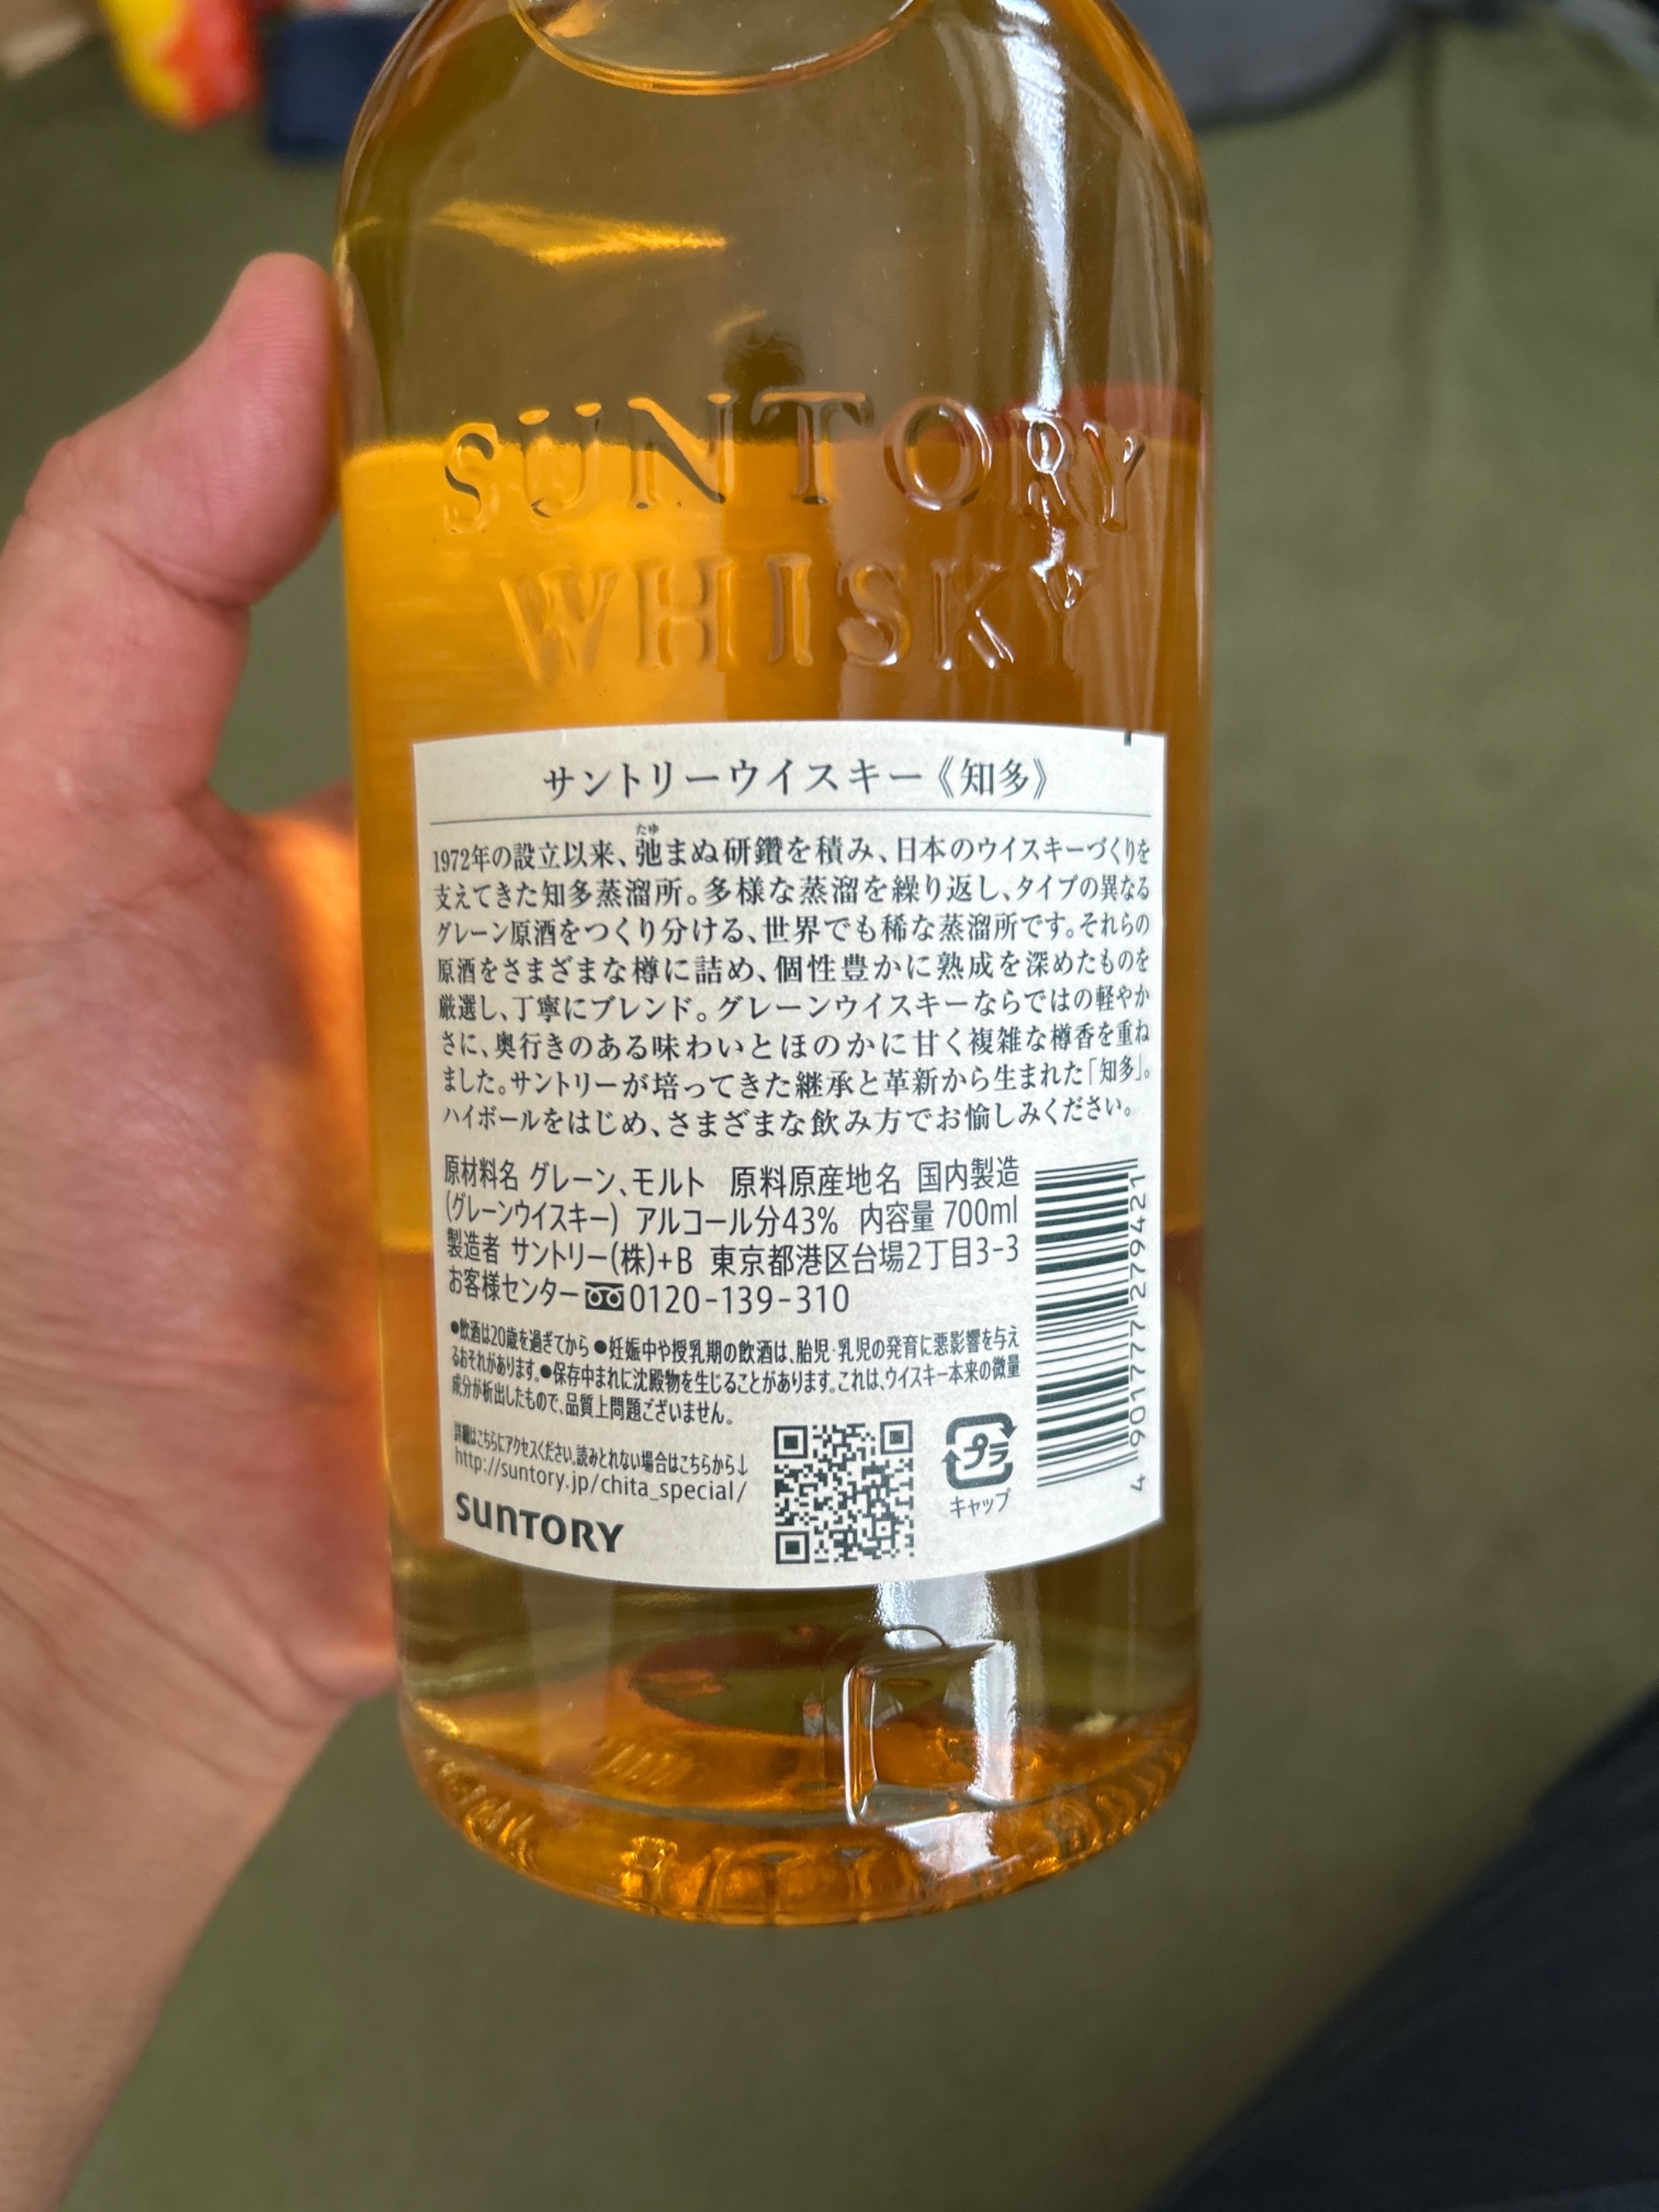 SUNTORY
WHISKY
サントリーウイスキー《知多》
たゆ
1972年の設立以来、弛まぬ研鑽を積み、日本のウイスキーづくりを
支えてきた知多蒸溜所。多様な蒸溜を繰り返し、タイプの異なる
グレーン原酒をつくり分ける、世界でも稀な蒸溜所です。それらの
原酒をさまざまな樽に詰め、個性豊かに熟成を深めたものを
厳選し、丁寧にブレンド。グレーンウイスキーならではの軽やか
さに、奥行きのある味わいとほのかに甘く複雑な樽香を重ね
ました。サントリーが培ってきた継承と革新から生まれた「知多」。
ハイボールをはじめ、さまざまな飲み方でお愉しみください。
原材料名 グレーン、モルト 原料原産地名 国内製造
(グレーンウイスキー) アルコール分43% 内容量 700ml
製造者 サントリー(株)+B 東京都港区台場2丁目3-3
お客様センター 0120-139-310
●飲酒は20歳を過ぎてから ●妊娠中や授乳期の飲酒は、胎児・乳児の発育に悪影響を与え
るおそれがあります。●保存中まれに沈殿物を生じることがあります。これは、ウイスキー本来の微量
成分が析出したもので、品質上問題ございません。
詳細はこちらにアクセスください。読みとれない場合はこちらから↓
http://suntory.jp/chita_special/
SUNTORY
プラ
キャップ
4 901777 279421